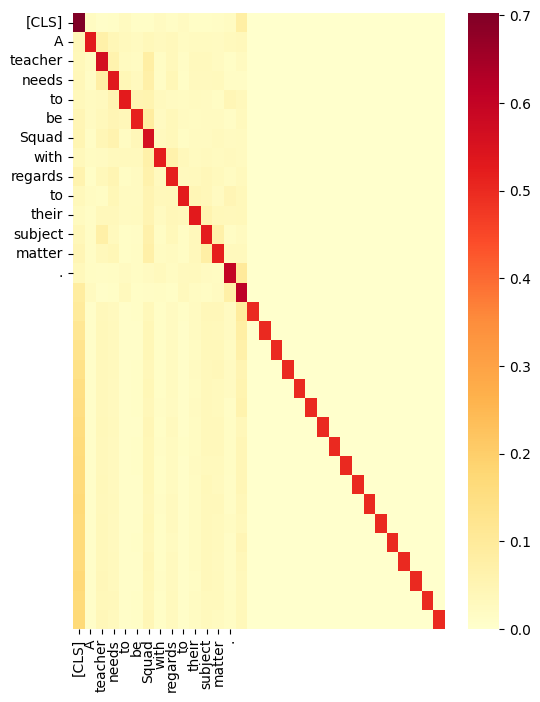 [CLS]
A
teacher
needs
to
be
Squad
with
regards
to
their
subject
matter
.
0.7
0.6
0.5
0.4
0.3
0.2
0.1
0.0
[CLS]
A
teacher
needs
to
be
Squad
with
regards
to
their
subject
matter
.